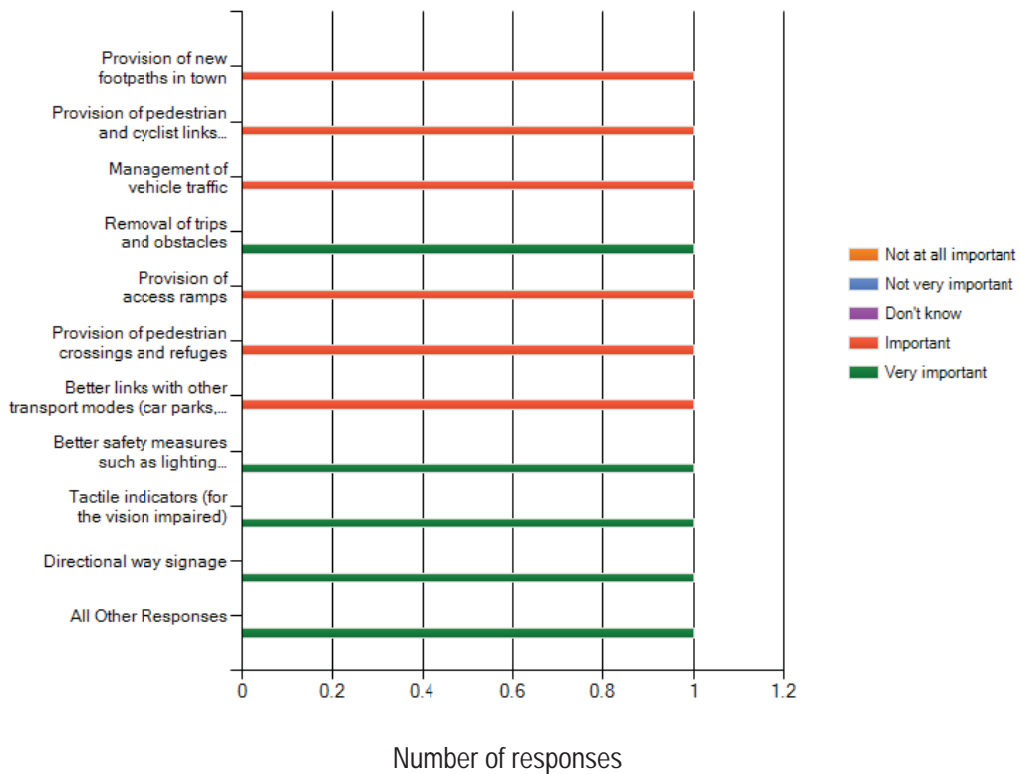 Provision of new
footpaths in town
Provision of pedestrian
and cyclist links...
Management of
vehicle traffic
Removal of trips
and obstacles
Provision of
access ramps
Provision of pedestrian
crossings and refuges
Better links with other
transport modes (car parks,...
Better safety measures
such as lighting...
Tactile indicators (for
the vision impaired)
Directional way signage
All Other Responses
0 0.2 0.4 0.6 0.8 1 1.2
Number of responses
Not at all important
Not very important
Don't know
Important
Very important